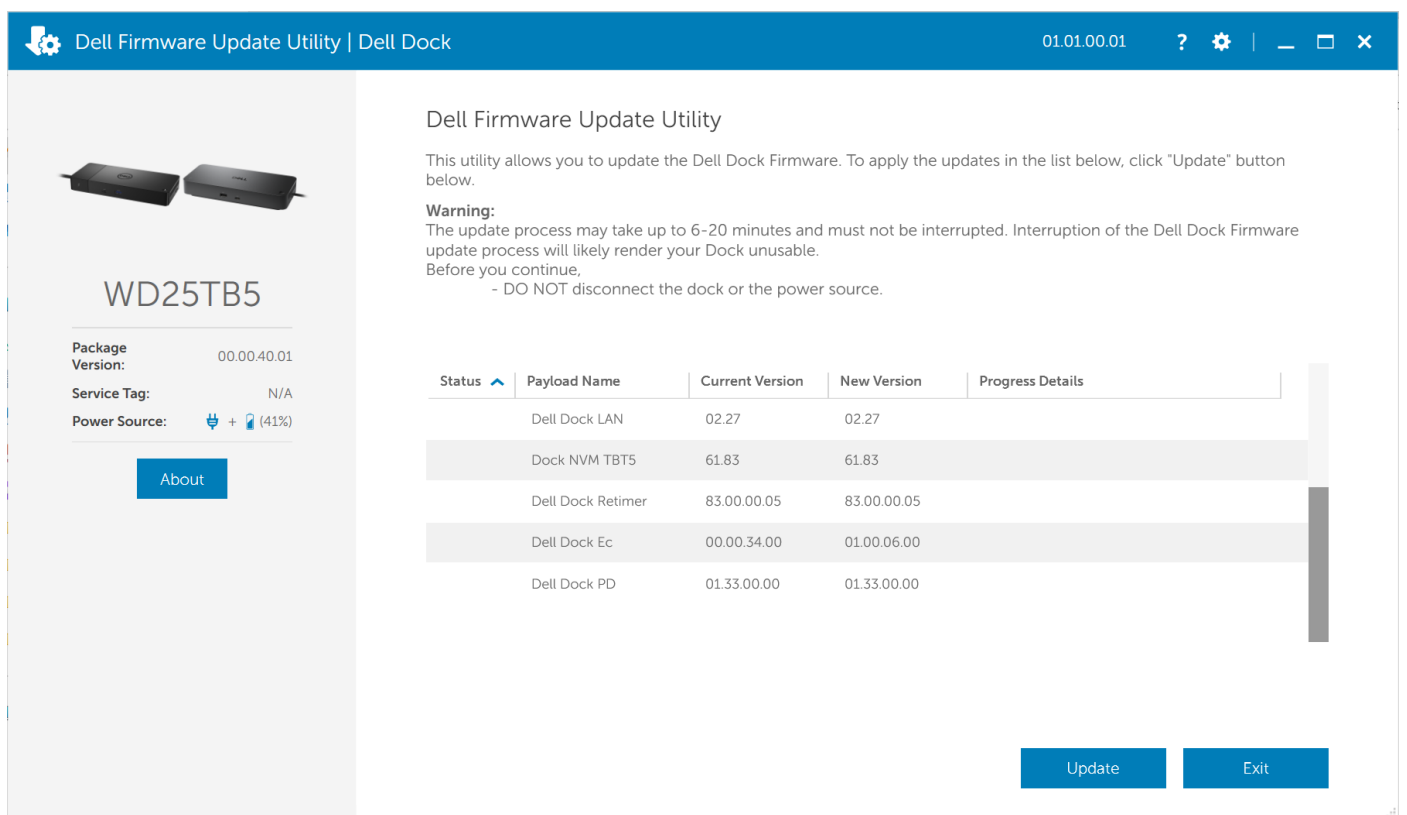 Dell Firmware Update Utility | Dell Dock
01.01.00.01
?
Dell Firmware Update Utility
This utility allows you to update the Dell Dock Firmware. To apply the updates in the list below, click "Update" button
below.
Warning:
The update process may take up to 6-20 minutes and must not be interrupted. Interruption of the Dell Dock Firmware
update process will likely render your Dock unusable.
Before you continue,
- DO NOT disconnect the dock or the power source.
WD25TB5
Package
Version: 00.00.40.01
Service Tag: N/A
Power Source: + (41%)
About
Status Payload Name Current Version New Version Progress Details
Dell Dock LAN 02.27 02.27
Dock NVM TBT5 61.83 61.83
Dell Dock Retimer 83.00.00.05 83.00.00.05
Dell Dock Ec 00.00.34.00 01.00.06.00
Dell Dock PD 01.33.00.00 01.33.00.00
Update Exit